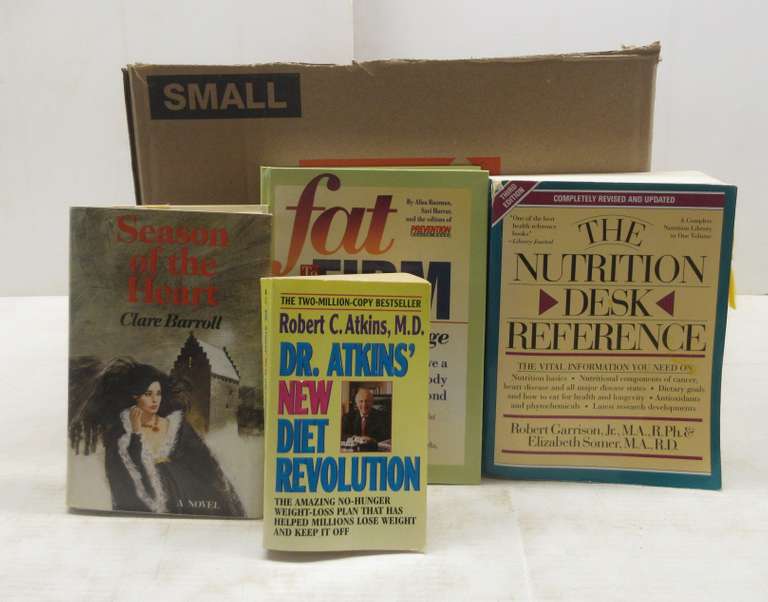 SMALL
Season
of the
Heart
Clare Barroll
A NOVEL
fat
TO
FIRM
By Alisa Bauman,
Sari Harrar,
and the editors of
PREVENTION
THE TWO-MILLION-COPY BESTSELLER
Robert C. Atkins, M.D.
DR. ATKINS'
NEW
DIET
REVOLUTION
THE AMAZING NO-HUNGER
WEIGHT-LOSS PLAN THAT HAS
HELPED MILLIONS LOSE WEIGHT
AND KEEP IT OFF
THIRD EDITION
COMPLETELY REVISED AND UPDATED
"One of the best
health reference
books"
—Library Journal
A Complete
Nutrition Library
in One Volume
THE
NUTRITION
DESK
REFERENCE
THE VITAL INFORMATION YOU NEED ON
Nutrition basics • Nutritional components of cancer,
heart disease and all major disease states • Dietary goals
and how to eat for health and longevity • Antioxidants
and phytochemicals • Latest research developments
Robert Garrison, Jr., M.A., R.Ph. &
Elizabeth Somer, M.A., R.D.